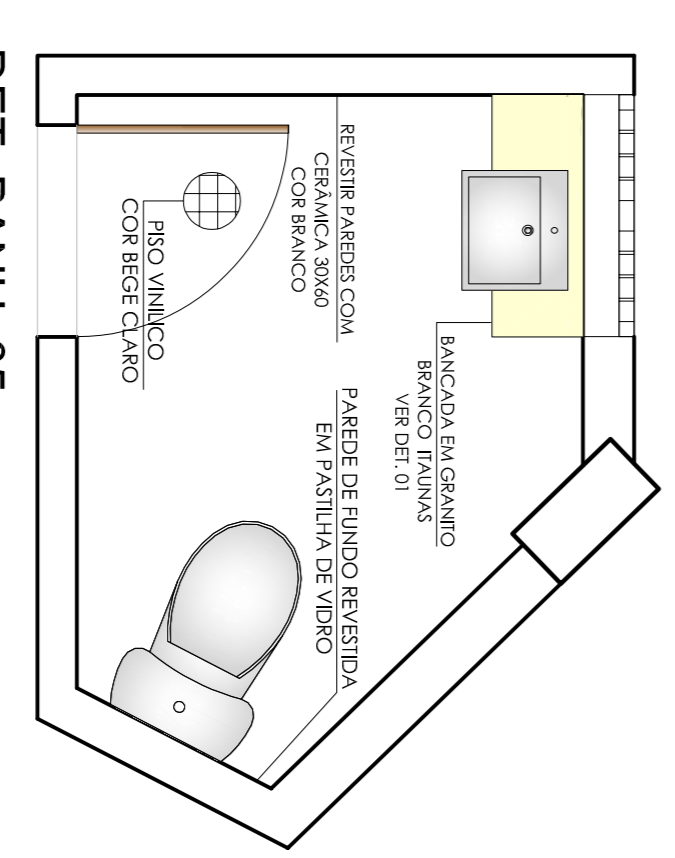 REVESTIR PAREDES COM
CERÂMICA 30X60
COR BRANCO
PISO VINILICO
COR BEGE CLARO
BANCADA EM GRANITO
BRANCO ITAUNAS
VER DET. 01
PAREDE DE FUNDO REVESTIDA
EM PASTILHA DE VIDRO